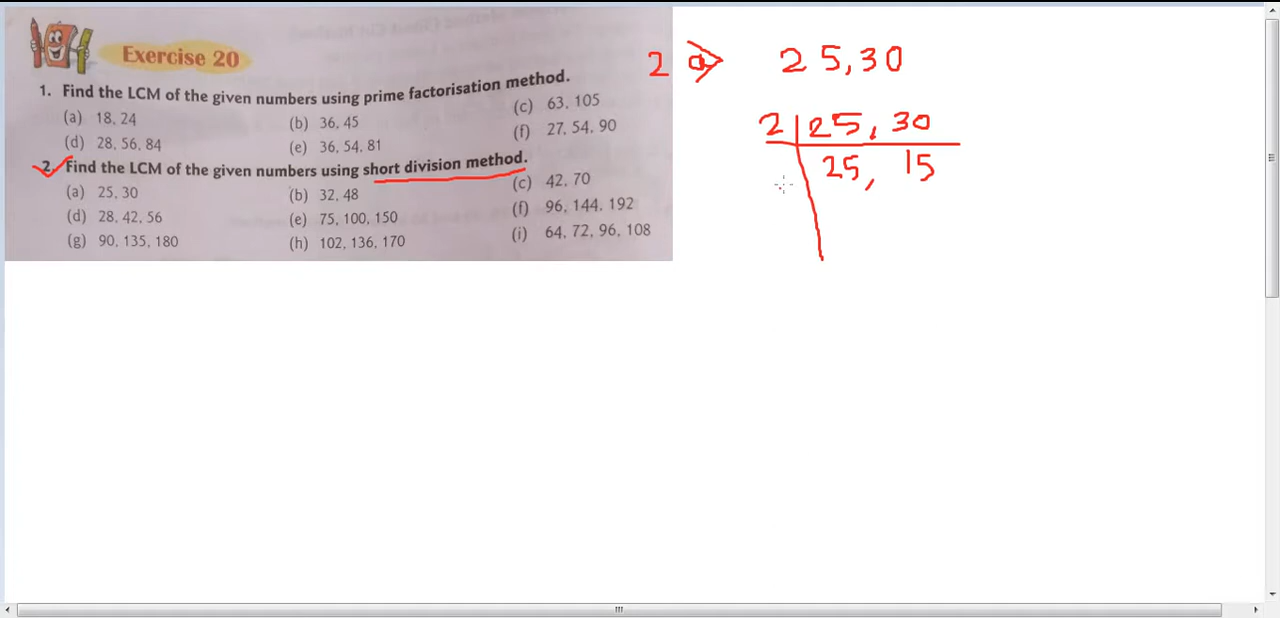 Exercise 20
1. Find the LCM of the given numbers using prime factorisation method.
(a) 18, 24 (b) 36, 45 (c) 63, 105
(d) 28, 56, 84 (e) 36, 54, 81 (f) 27, 54, 90
2. Find the LCM of the given numbers using short division method.
(a) 25, 30 (b) 32, 48 (c) 42, 70
(d) 28, 42, 56 (e) 75, 100, 150 (f) 96, 144, 192
(g) 90, 135, 180 (h) 102, 136, 170 (i) 64, 72, 96, 108
2 a 25,30
2 25, 30
25, 15